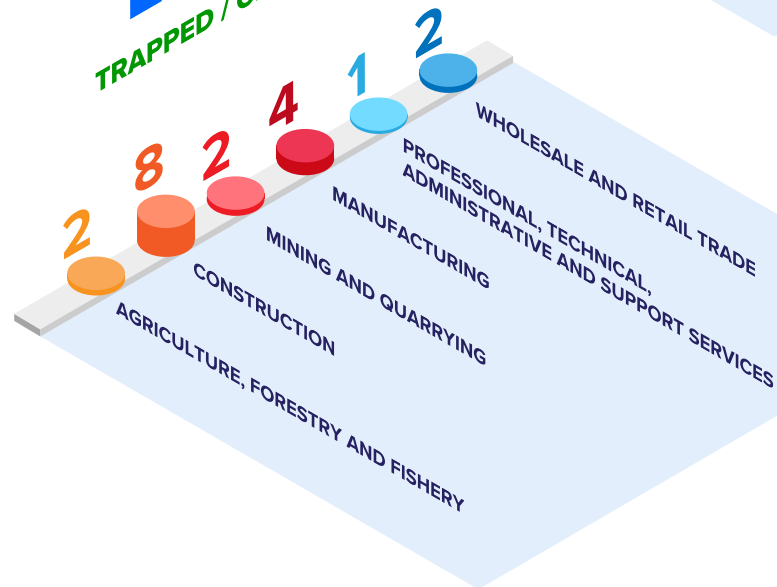 TRAPPED /
2
8
2
4
1
2
WHOLESALE AND RETAIL TRADE
PROFESSIONAL, TECHNICAL,
ADMINISTRATIVE AND SUPPORT SERVICES
MANUFACTURING
MINING AND QUARRYING
CONSTRUCTION
AGRICULTURE, FORESTRY AND FISHERY